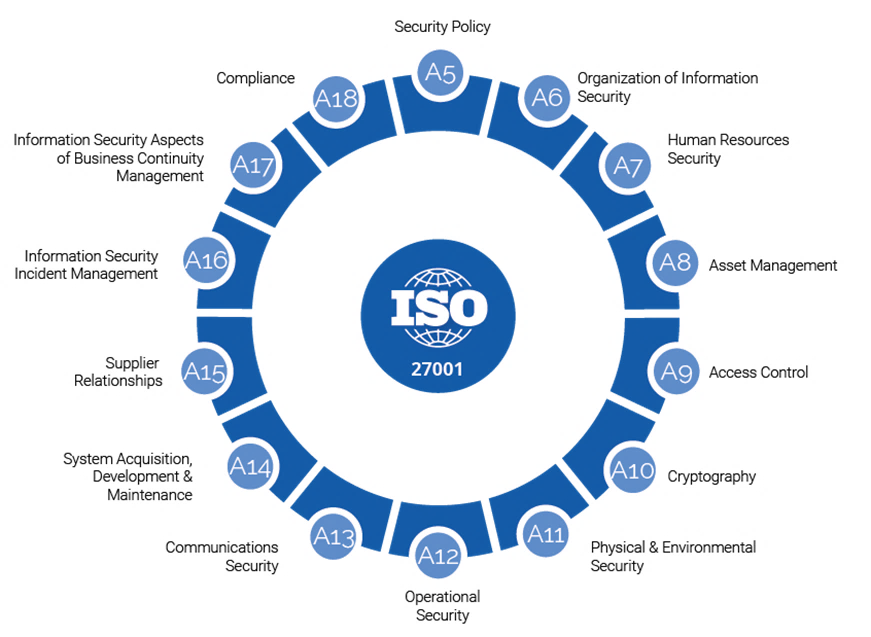 Security Policy
A5
A6
Organization of Information
Security
A7
Human Resources
Security
A8
Asset Management
A9
Access Control
A10
Cryptography
A11
Physical & Environmental
Security
A12
Operational
Security
A13
Communications
Security
A14
System Acquisition,
Development &
Maintenance
A15
Supplier
Relationships
A16
Information Security
Incident Management
A17
Information Security Aspects
of Business Continuity
Management
A18
Compliance
ISO
27001